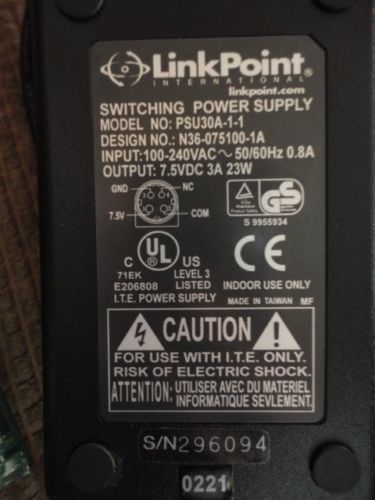 LinkPoint®
INTERNATIONAL
linkpoint.com
SWITCHING POWER SUPPLY
MODEL NO: PSU30A-1-1
DESIGN NO.: N36-075100-1A
INPUT:100-240VAC～50/60Hz 0.8A
OUTPUT: 7.5VDC 3A 23W
GND NC
7.5V COM
GS
S 9955934
C UL® US
71EK LEVEL 3
E206808 LISTED
I.T.E. POWER SUPPLY
CE
INDOOR USE ONLY
MADE IN TAIWAN MF
CAUTION
FOR USE WITH I.T.E. ONLY.
RISK OF ELECTRIC SHOCK.
ATTENTION: UTILISER AVEC DU MATERIEL
INFORMATIQUE SEVLEMENT.
S/N296094
0221